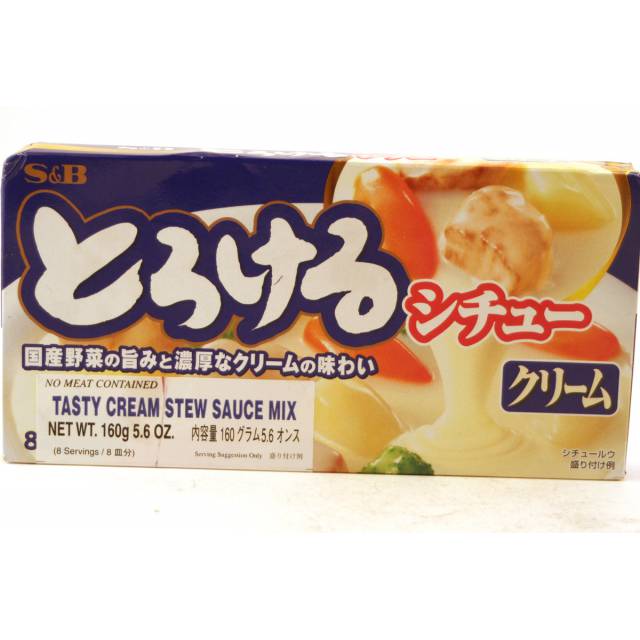 S&B
S&B
とろける
シチュー
国産野菜の旨みと濃厚なクリームの味わい
クリーム
NO MEAT CONTAINED
TASTY CREAM STEW SAUCE MIX
NET WT. 160g 5.6 OZ. 内容量 160 グラム 5.6 オンス
8
(8 Servings / 8 皿分) Serving Suggestion Only 盛り付け例
シチュールウ
盛り付け例